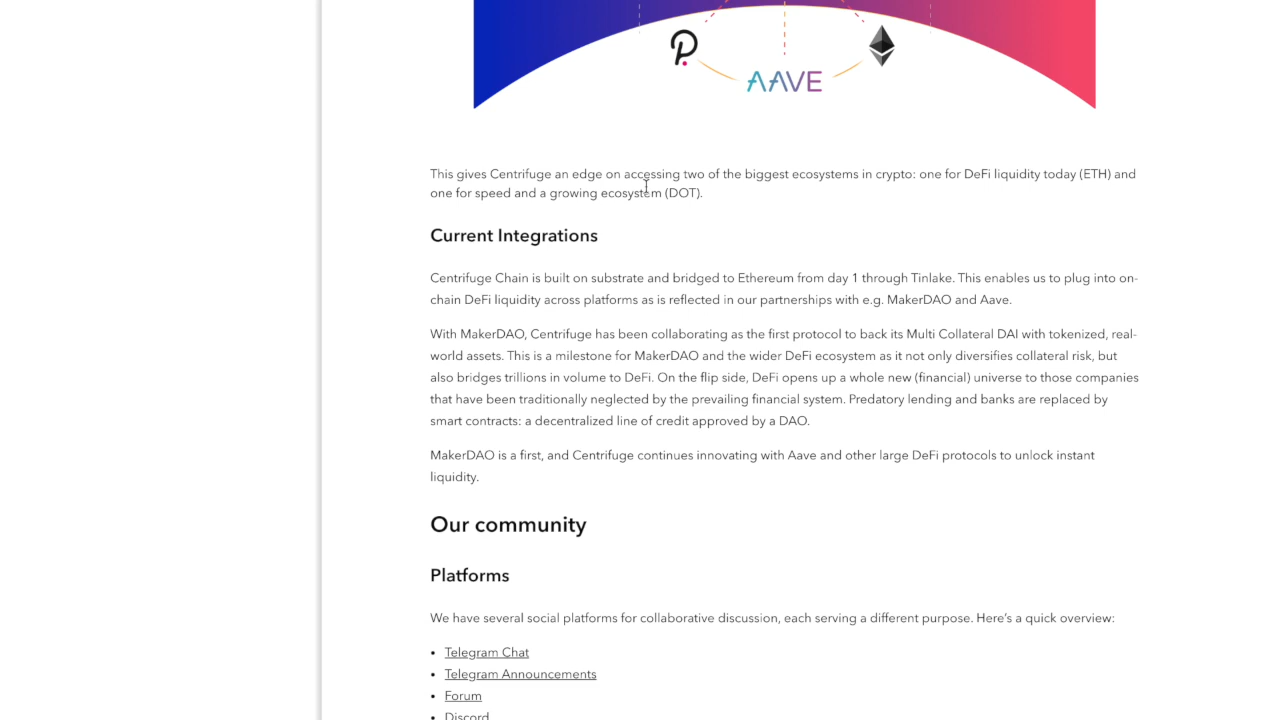 AAVE
This gives Centrifuge an edge on accessing two of the biggest ecosystems in crypto: one for DeFi liquidity today (ETH) and
one for speed and a growing ecosystem (DOT).
Current Integrations
Centrifuge Chain is built on substrate and bridged to Ethereum from day 1 through Tinlake. This enables us to plug into on-
chain DeFi liquidity across platforms as is reflected in our partnerships with e.g. MakerDAO and Aave.
With MakerDAO, Centrifuge has been collaborating as the first protocol to back its Multi Collateral DAI with tokenized, real-
world assets. This is a milestone for MakerDAO and the wider DeFi ecosystem as it not only diversifies collateral risk, but
also bridges trillions in volume to DeFi. On the flip side, DeFi opens up a whole new (financial) universe to those companies
that have been traditionally neglected by the prevailing financial system. Predatory lending and banks are replaced by
smart contracts: a decentralized line of credit approved by a DAO.
MakerDAO is a first, and Centrifuge continues innovating with Aave and other large DeFi protocols to unlock instant
liquidity.
Our community
Platforms
We have several social platforms for collaborative discussion, each serving a different purpose. Here's a quick overview:
• Telegram Chat
• Telegram Announcements
• Forum
• Discord